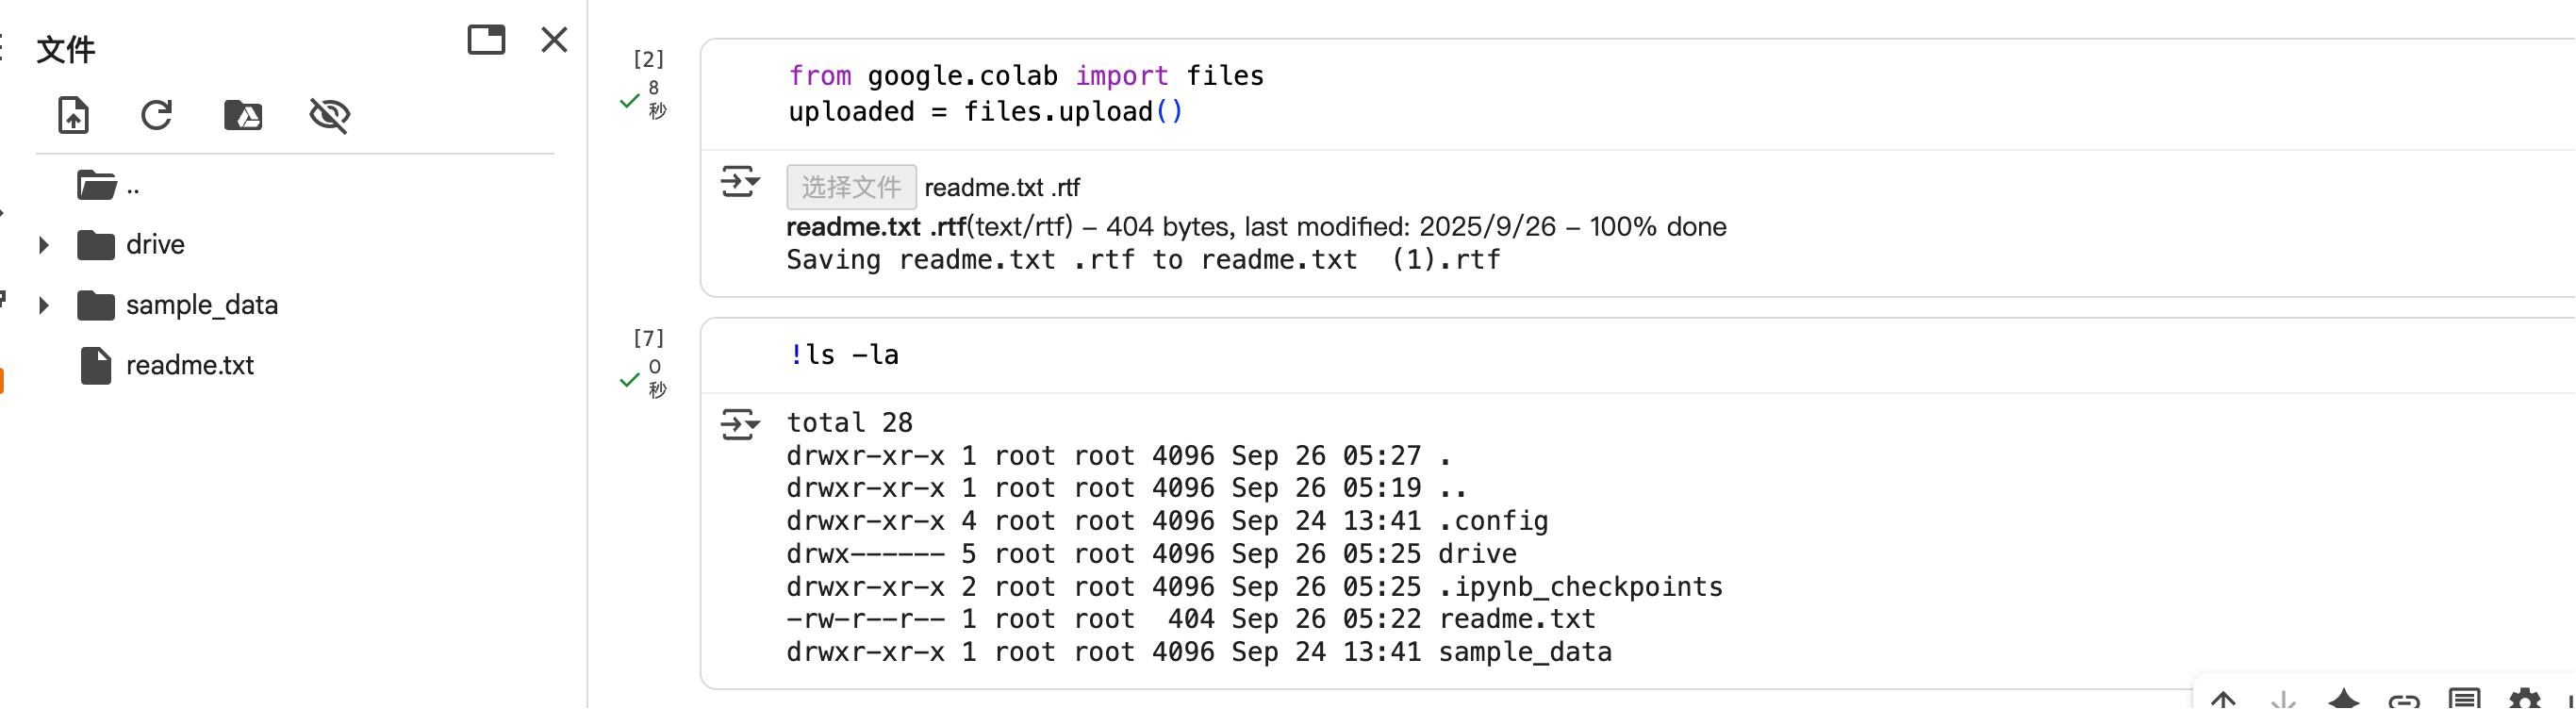 文件
..
drive
sample_data
readme.txt
[2]
8
秒
from google.colab import files
uploaded = files.upload()
选择文件 readme.txt .rtf
readme.txt .rtf(text/rtf) – 404 bytes, last modified: 2025/9/26 – 100% done
Saving readme.txt .rtf to readme.txt  (1).rtf
[7]
0
秒
!ls -la
total 28
drwxr-xr-x 1 root root 4096 Sep 26 05:27 .
drwxr-xr-x 1 root root 4096 Sep 26 05:19 ..
drwxr-xr-x 4 root root 4096 Sep 24 13:41 .config
drwx------ 5 root root 4096 Sep 26 05:25 drive
drwxr-xr-x 2 root root 4096 Sep 26 05:25 .ipynb_checkpoints
-rw-r--r-- 1 root root  404 Sep 26 05:22 readme.txt
drwxr-xr-x 1 root root 4096 Sep 24 13:41 sample_data